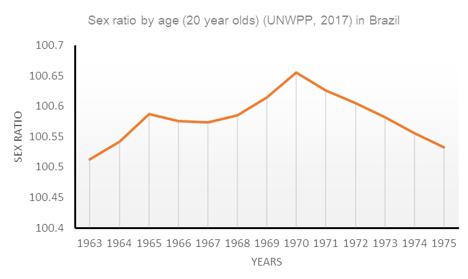 Sex ratio by age (20 year olds) (UNWPP, 2017) in Brazil
100.7
100.65
100.6
100.55
100.5
100.45
100.4
SEX RATIO
1963 1964 1965 1966 1967 1968 1969 1970 1971 1972 1973 1974 1975
YEARS